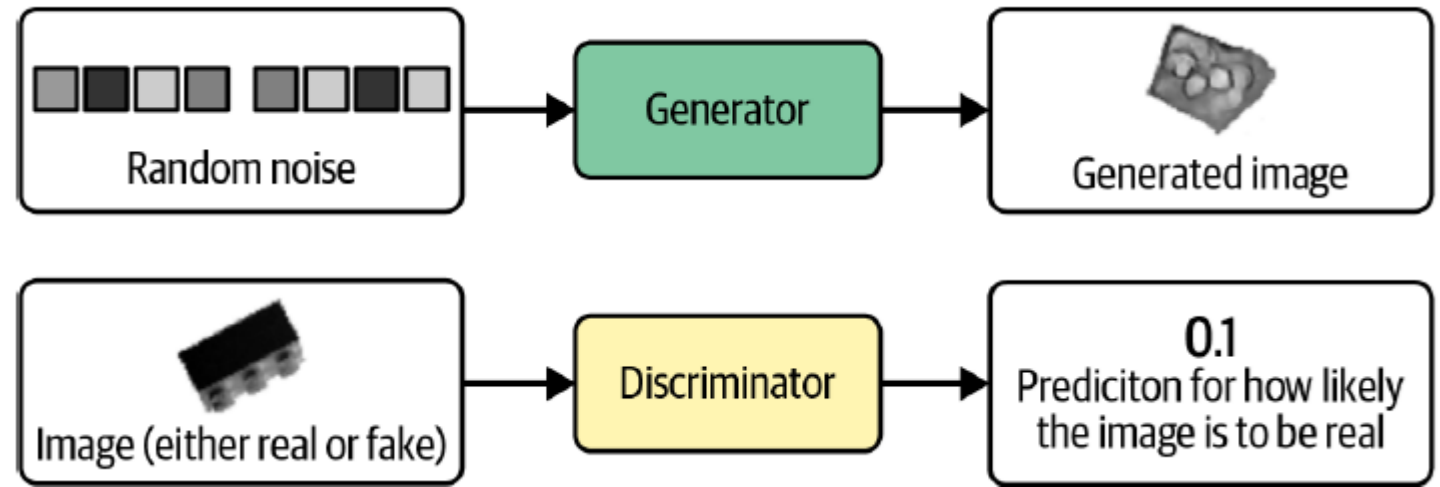 Random noise
Generator
Generated image
Image (either real or fake)
Discriminator
0.1
Prediciton for how likely
the image is to be real